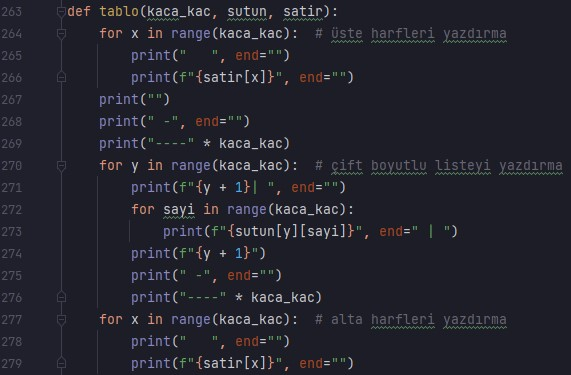 263 def tablo(kaca_kac, sutun, satir):
264     for x in range(kaca_kac):  # üste harfleri yazdırma
265         print("   ", end="")
266         print(f"{satir[x]}", end="")
267     print("")
268     print(" -", end="")
269     print("----" * kaca_kac)
270     for y in range(kaca_kac):  # çift boyutlu listeyi yazdırma
271         print(f"{y + 1}| ", end="")
272         for sayi in range(kaca_kac):
273             print(f"{sutun[y][sayi]}", end=" | ")
274         print(f"{y + 1}")
275         print(" -", end="")
276         print("----" * kaca_kac)
277     for x in range(kaca_kac):  # alta harfleri yazdırma
278         print("   ", end="")
279         print(f"{satir[x]}", end="")